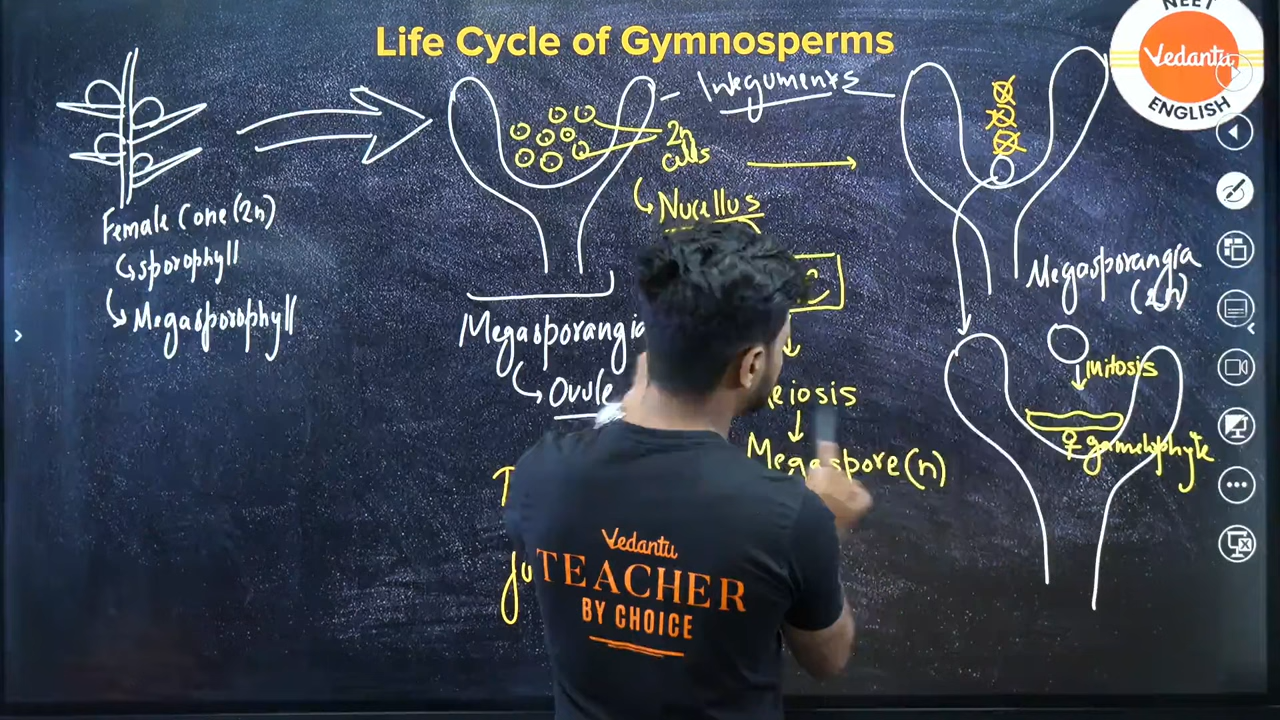 Life Cycle of Gymnosperms
NEET
Vedantu
ENGLISH
Integuments
2n
cells
Nucellus
Female Cone (2n)
sporophyll
Megasporophyll
Megasporangia
Ovule
Meiosis
Megaspore (n)
Megasporangia
(2n)
mitosis
♀ gametophyte
Vedantu
TEACHER
BY CHOICE